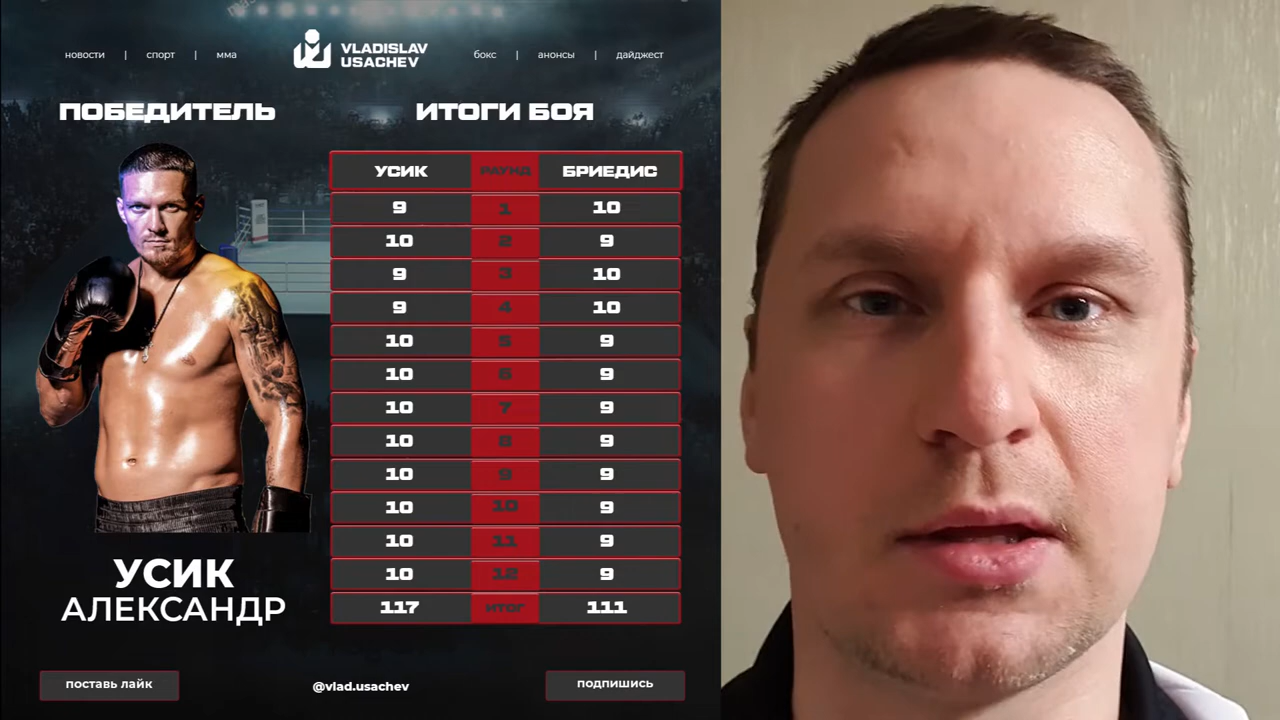 новости | спорт | мма
VLADISLAV
USACHEV
бокс | анонсы | дайджест
ПОБЕДИТЕЛЬ
ИТОГИ БОЯ
УСИК РАУНД БРИЕДИС
9 1 10
10 2 9
9 3 10
9 4 10
10 5 9
10 6 9
10 7 9
10 8 9
10 9 9
10 10 9
10 11 9
10 12 9
117 ИТОГ 111
УСИК
АЛЕКСАНДР
поставь лайк
@vlad.usachev
подпишись